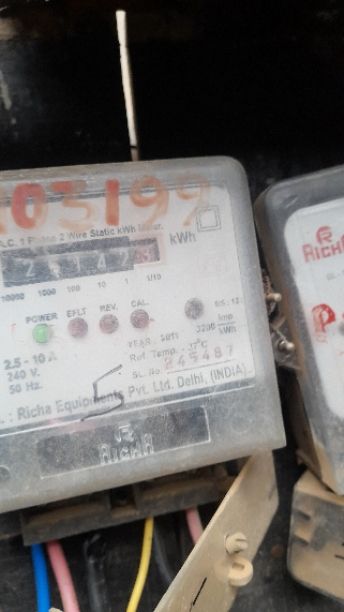 103199
A.C. 1 Phase 2 Wire Static kWh Meter.
kWh
10000 1000 100 10 1 1/10
POWER EFLT REV. CAL.
3200 Imp/kWh
2.5 - 10 A
240 V.
50 Hz.
YEAR : 2011
Ref. Temp. : 27°C
SL. No 245487
: Richa Equipments Pvt. Ltd. Delhi, (INDIA)
RICHA
RICHA